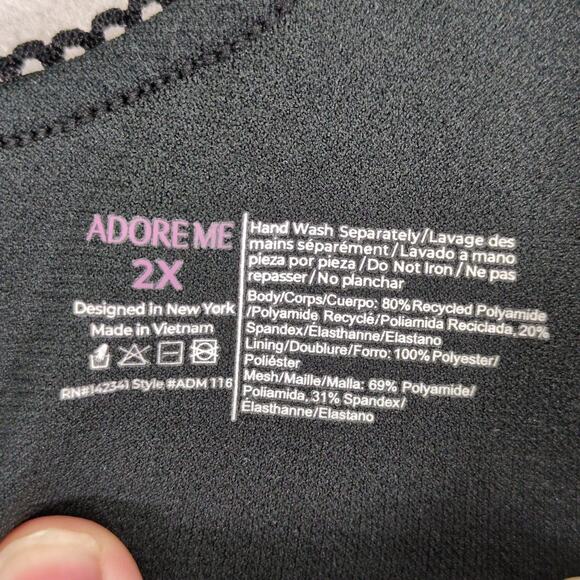 ADORE ME
2X
Designed in New York
Made in Vietnam
RN#142341 Style #ADM 116
Hand Wash Separately/Lavage des
mains séparément/Lavado a mano
pieza por pieza/Do Not Iron/Ne pas
repasser/No planchar
Body/Corps/Cuerpo: 80% Recycled Polyamide
/Polyamide Recyclé/Poliamida Reciclada, 20%
Spandex/Élasthanne/Elastano
Lining/Doublure/Forro: 100% Polyester/
Poliéster
Mesh/Maille/Malla: 69% Polyamide/
Poliamida, 31% Spandex/
Élasthanne/Elastano